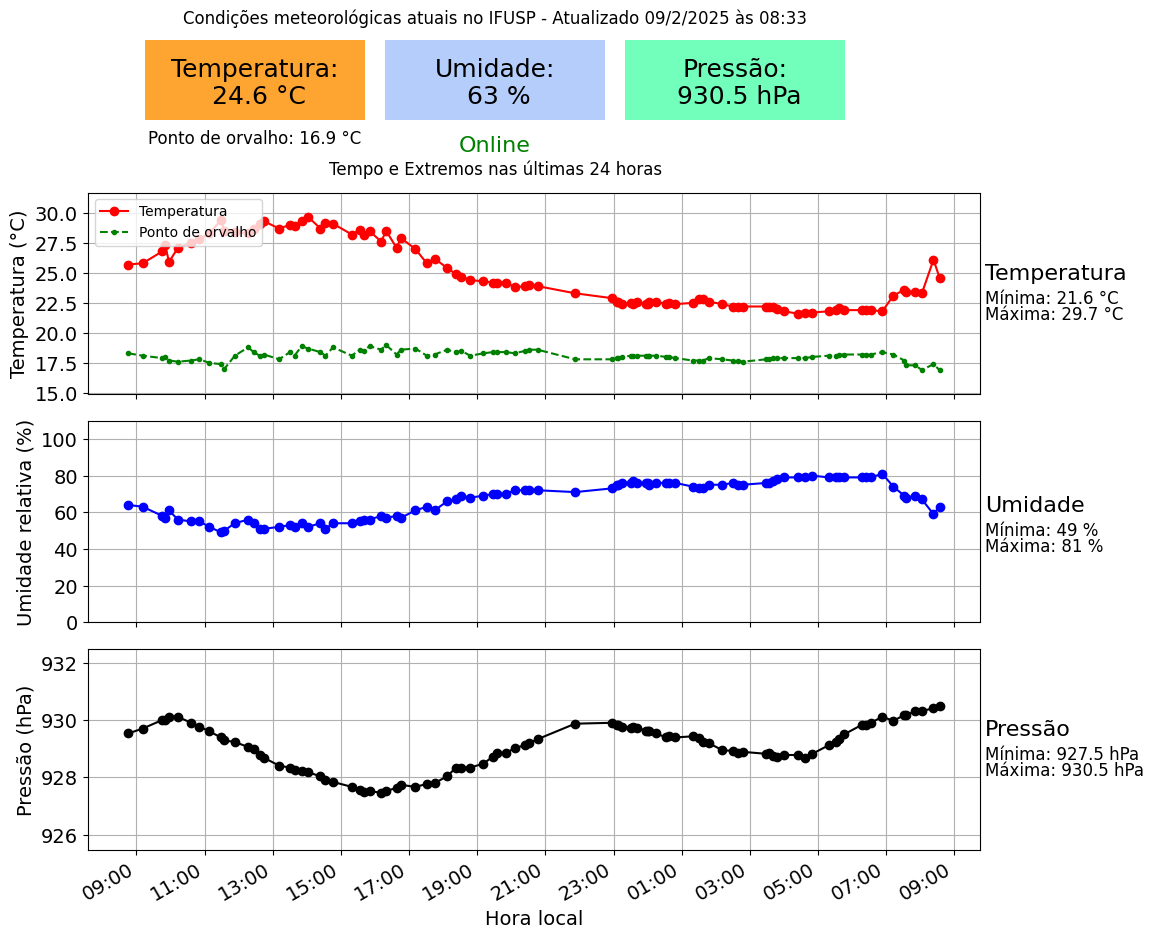 Condições meteorológicas atuais no IFUSP - Atualizado 09/2/2025 às 08:33
Temperatura:
24.6 °C
Umidade:
63 %
Pressão:
930.5 hPa
Ponto de orvalho: 16.9 °C
Online
Tempo e Extremos nas últimas 24 horas
Temperatura (°C)
30.0
27.5
25.0
22.5
20.0
17.5
15.0
Temperatura
Ponto de orvalho
Temperatura
Mínima: 21.6 °C
Máxima: 29.7 °C
Umidade relativa (%)
100
80
60
40
20
0
Umidade
Mínima: 49 %
Máxima: 81 %
Pressão (hPa)
932
930
928
926
Pressão
Mínima: 927.5 hPa
Máxima: 930.5 hPa
09:00
11:00
13:00
15:00
17:00
19:00
21:00
23:00
01:00
03:00
05:00
07:00
09:00
Hora local